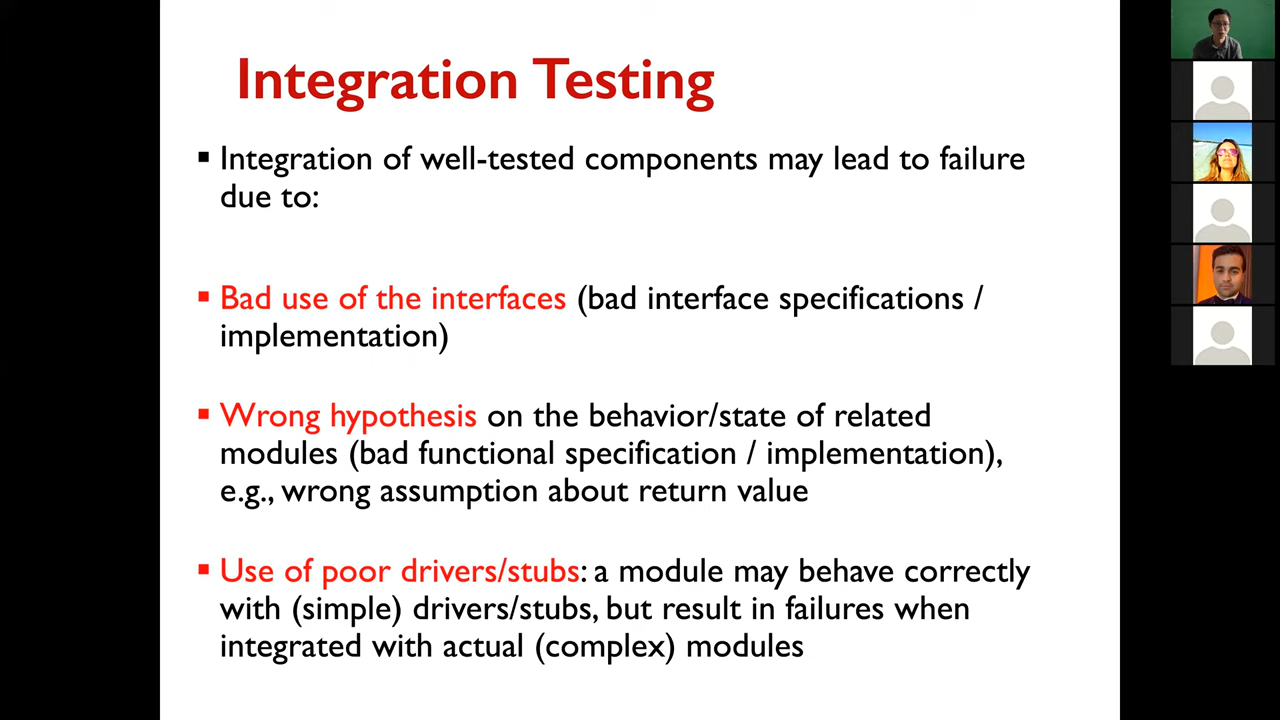 Integration Testing
▪ Integration of well-tested components may lead to failure
due to:
▪ Bad use of the interfaces (bad interface specifications /
implementation)
▪ Wrong hypothesis on the behavior/state of related
modules (bad functional specification / implementation),
e.g., wrong assumption about return value
▪ Use of poor drivers/stubs: a module may behave correctly
with (simple) drivers/stubs, but result in failures when
integrated with actual (complex) modules